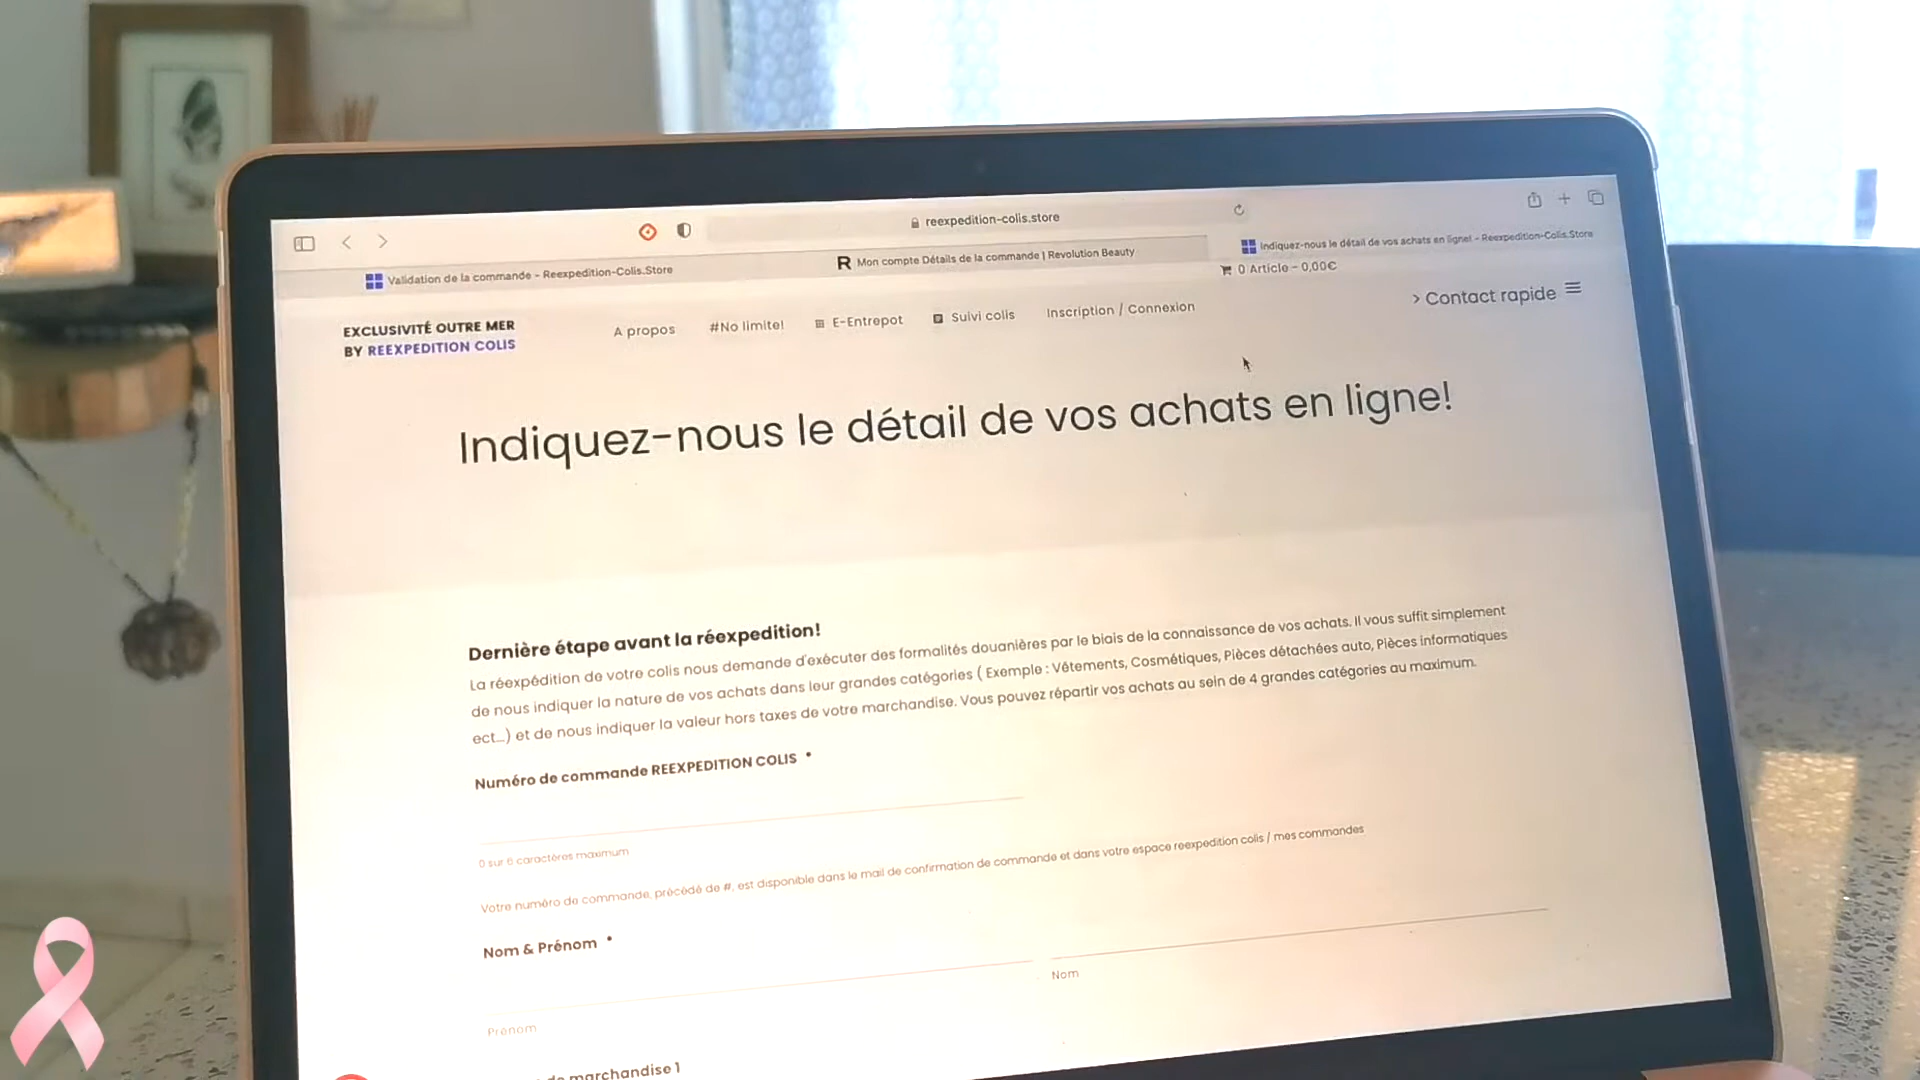 reexpedition-colis.store
Validation de la commande - Reexpedition-Colis.Store
R Mon compte Détails de la commande | Revolution Beauty
Indiquez-nous le détail de vos achats en ligne! - Reexpedition-Colis.Store
0 Article - 0,00€
EXCLUSIVITÉ OUTRE MER
BY REEXPEDITION COLIS
A propos
#No limite!
E-Entrepot
Suivi colis
Inscription / Connexion
> Contact rapide
Indiquez-nous le détail de vos achats en ligne!
Dernière étape avant la réexpedition!
La réexpédition de votre colis nous demande d'exécuter des formalités douanières par le biais de la connaissance de vos achats. Il vous suffit simplement
de nous indiquer la nature de vos achats dans leur grandes catégories ( Exemple : Vêtements, Cosmétiques, Pièces détachées auto, Pièces informatiques
ect...) et de nous indiquer la valeur hors taxes de votre marchandise. Vous pouvez répartir vos achats au sein de 4 grandes catégories au maximum.
Numéro de commande REEXPEDITION COLIS *
0 sur 6 caractères maximum
Votre numéro de commande, précédé de #, est disponible dans le mail de confirmation de commande et dans votre espace reexpedition colis / mes commandes
Nom & Prénom *
Prénom
Nom
de marchandise 1